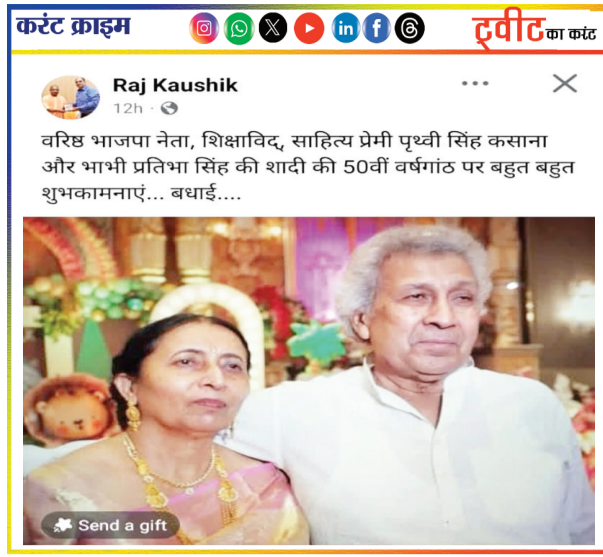 करंट क्राइम
ट्वीट का करंट
Raj Kaushik
12h
वरिष्ठ भाजपा नेता, शिक्षाविद्, साहित्य प्रेमी पृथ्वी सिंह कसाना
और भाभी प्रतिभा सिंह की शादी की 50वीं वर्षगांठ पर बहुत बहुत
शुभकामनाएं... बधाई....
Send a gift